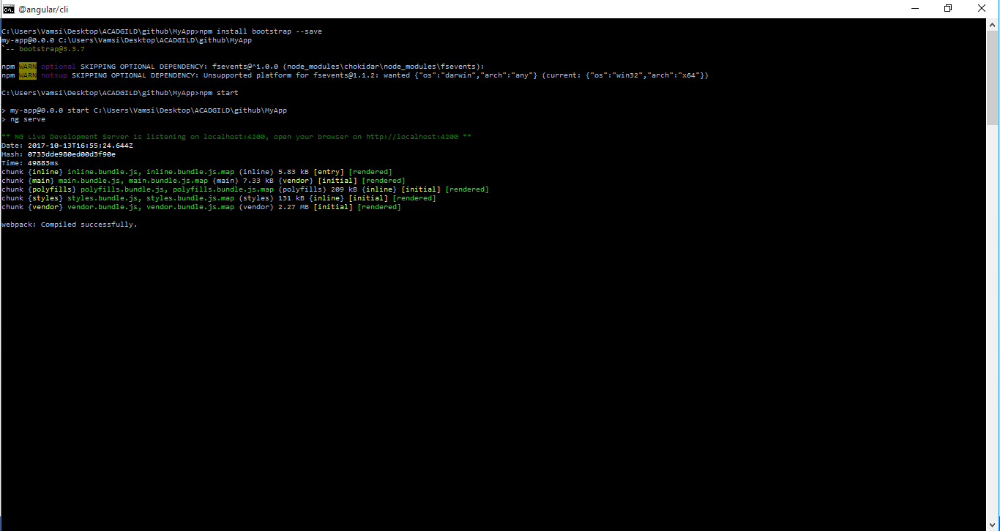 @angular/cli
C:\Users\Vamsi\Desktop\ACADGILD\github\MyApp>npm install bootstrap --save
my-app@0.0.0 C:\Users\Vamsi\Desktop\ACADGILD\github\MyApp
`-- bootstrap@3.3.7
npm WARN optional SKIPPING OPTIONAL DEPENDENCY: fsevents@^1.0.0 (node_modules\chokidar\node_modules\fsevents):
npm WARN notsup SKIPPING OPTIONAL DEPENDENCY: Unsupported platform for fsevents@1.1.2: wanted {"os":"darwin","arch":"any"} (current: {"os":"win32","arch":"x64"})
C:\Users\Vamsi\Desktop\ACADGILD\github\MyApp>npm start
> my-app@0.0.0 start C:\Users\Vamsi\Desktop\ACADGILD\github\MyApp
> ng serve
** NG Live Development Server is listening on localhost:4200, open your browser on http://localhost:4200 **
Date: 2017-10-13T16:55:24.644Z
Hash: 0733dde980ed00d3f90e
Time: 49883ms
chunk {inline} inline.bundle.js, inline.bundle.js.map (inline) 5.83 kB [entry] [rendered]
chunk {main} main.bundle.js, main.bundle.js.map (main) 7.33 kB {vendor} [initial] [rendered]
chunk {polyfills} polyfills.bundle.js, polyfills.bundle.js.map (polyfills) 209 kB {inline} [initial] [rendered]
chunk {styles} styles.bundle.js, styles.bundle.js.map (styles) 131 kB {inline} [initial] [rendered]
chunk {vendor} vendor.bundle.js, vendor.bundle.js.map (vendor) 2.27 MB [initial] [rendered]
webpack: Compiled successfully.